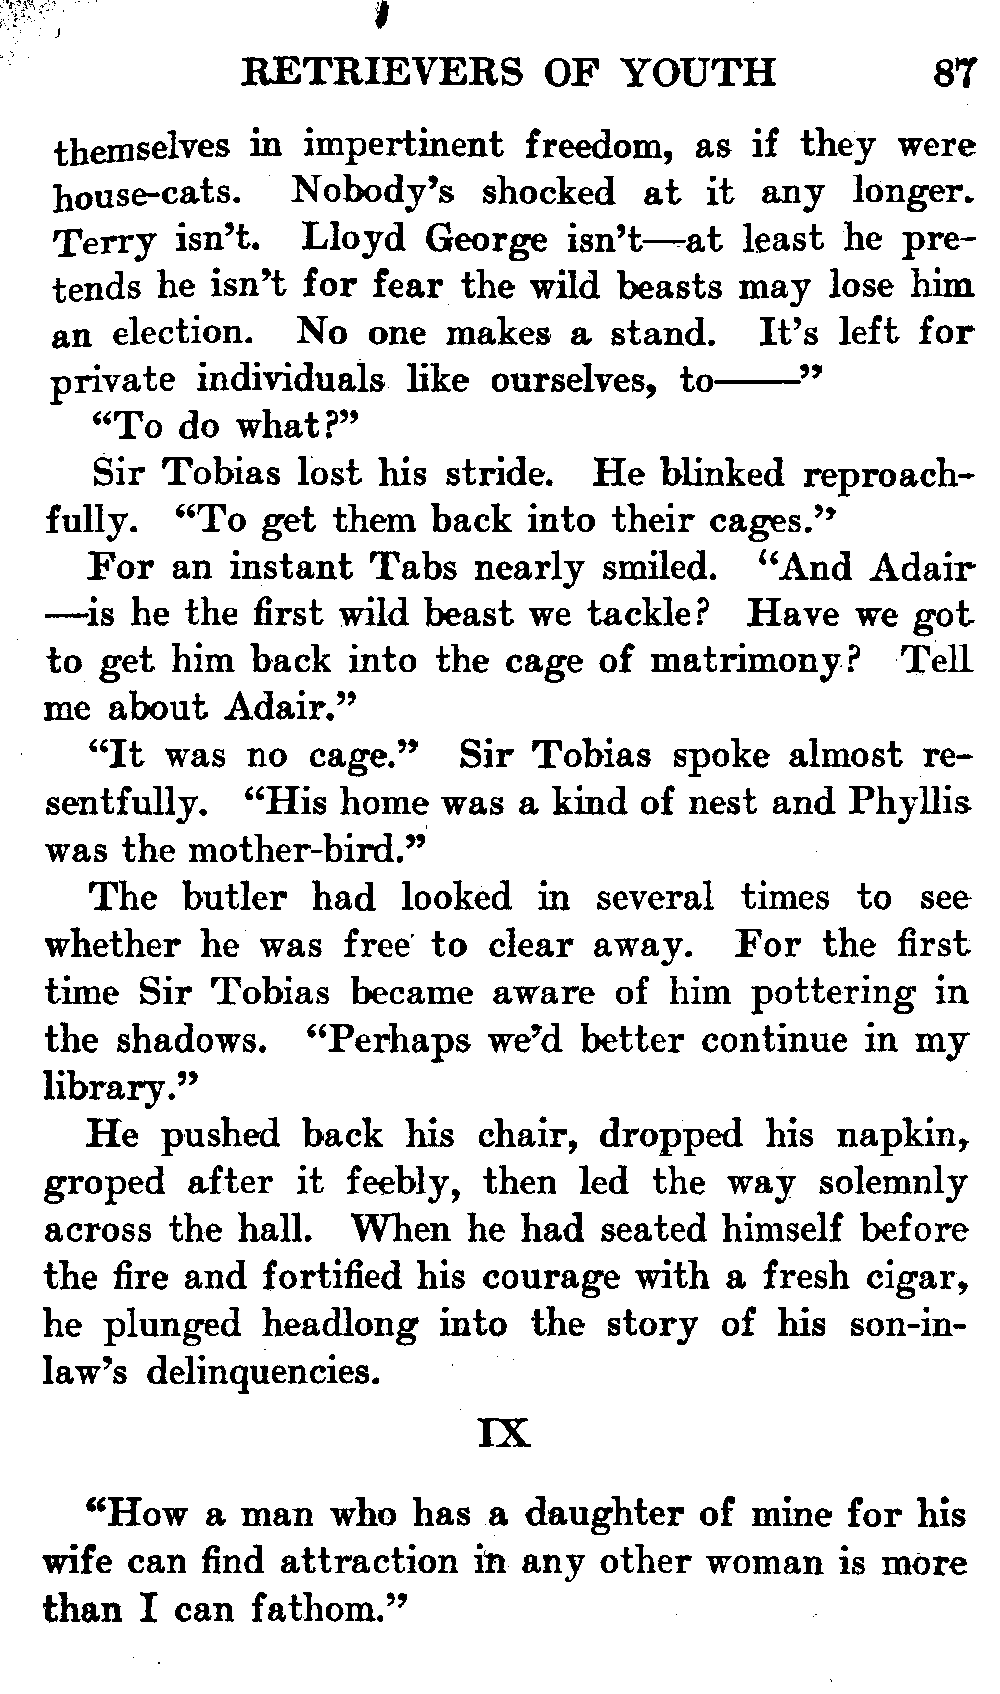 RETRIEVERS OF YOUTH 87
themselves in impertinent freedom, as if they were
house-cats. Nobody's shocked at it any longer.
Terry isn't. Lloyd George isn't—at least he pre-
tends he isn't for fear the wild beasts may lose him
an election. No one makes a stand. It's left for
private individuals like ourselves, to——"
"To do what?"
Sir Tobias lost his stride. He blinked reproach-
fully. "To get them back into their cages."
For an instant Tabs nearly smiled. "And Adair
—is he the first wild beast we tackle? Have we got
to get him back into the cage of matrimony? Tell
me about Adair."
"It was no cage." Sir Tobias spoke almost re-
sentfully. "His home was a kind of nest and Phyllis
was the mother-bird."
The butler had looked in several times to see
whether he was free to clear away. For the first
time Sir Tobias became aware of him pottering in
the shadows. "Perhaps we'd better continue in my
library."
He pushed back his chair, dropped his napkin,
groped after it feebly, then led the way solemnly
across the hall. When he had seated himself before
the fire and fortified his courage with a fresh cigar,
he plunged headlong into the story of his son-in-
law's delinquencies.
IX
"How a man who has a daughter of mine for his
wife can find attraction in any other woman is more
than I can fathom."